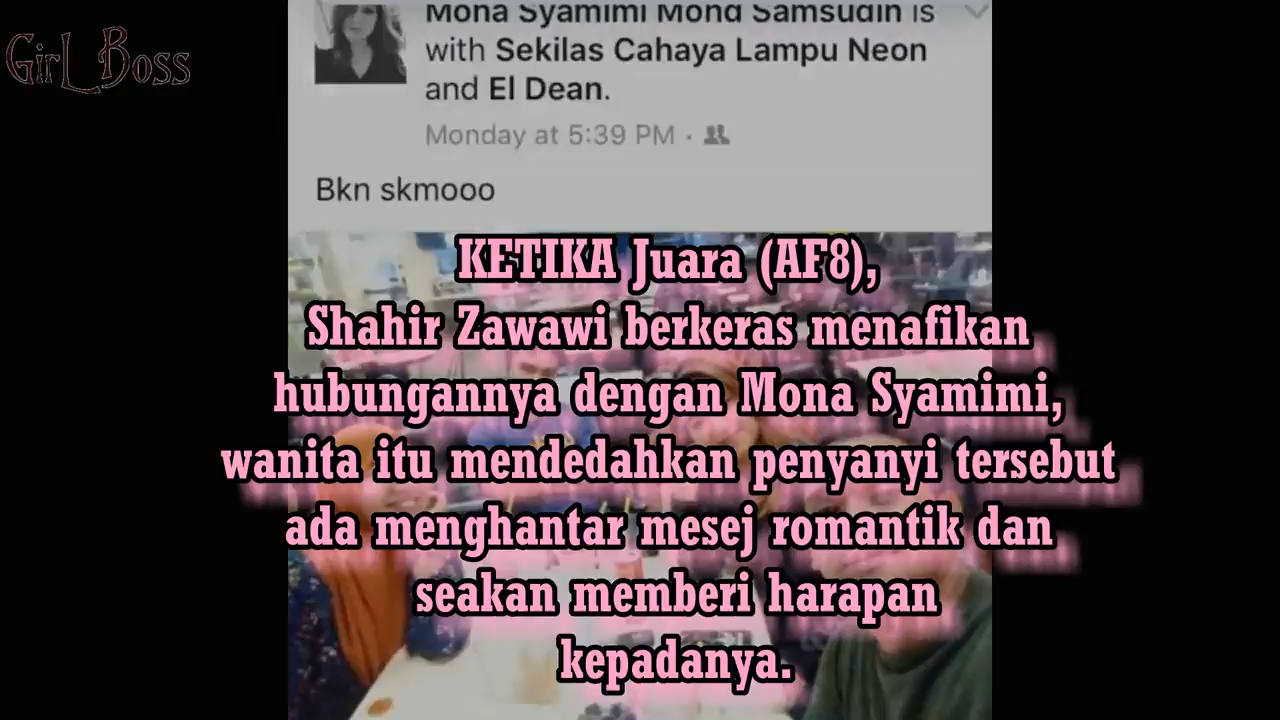 GirL Boss
Mona Syamimi Mohd Samsudin is
with Sekilas Cahaya Lampu Neon
and El Dean.
Monday at 5:39 PM ·
Bkn skmooo
KETIKA Juara (AF8),
Shahir Zawawi berkeras menafikan
hubungannya dengan Mona Syamimi,
wanita itu mendedahkan penyanyi tersebut
ada menghantar mesej romantik dan
seakan memberi harapan
kepadanya.